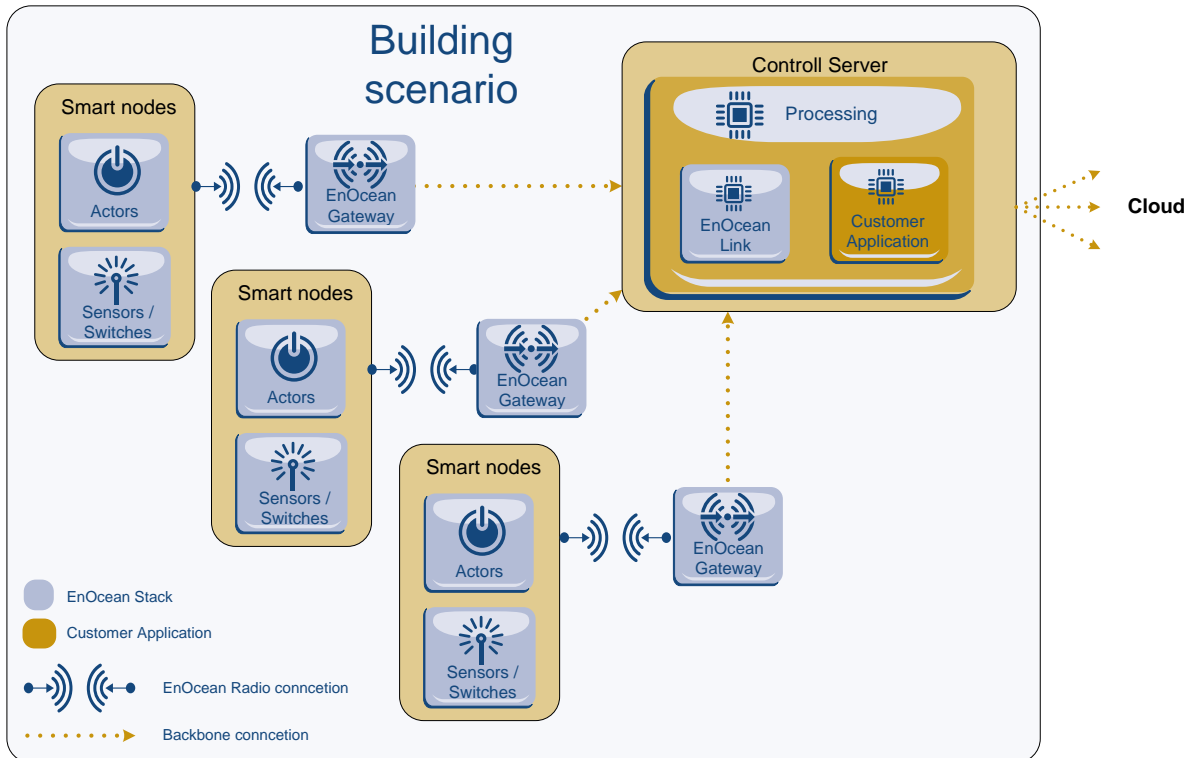 Building
scenario
Controll Server
Processing
EnOcean
Link
Customer
Application
Cloud
Smart nodes
Actors
Sensors /
Switches
EnOcean
Gateway
Smart nodes
Actors
Sensors /
Switches
EnOcean
Gateway
Smart nodes
Actors
Sensors /
Switches
EnOcean
Gateway
EnOcean Stack
Customer Application
EnOcean Radio conncetion
Backbone conncetion